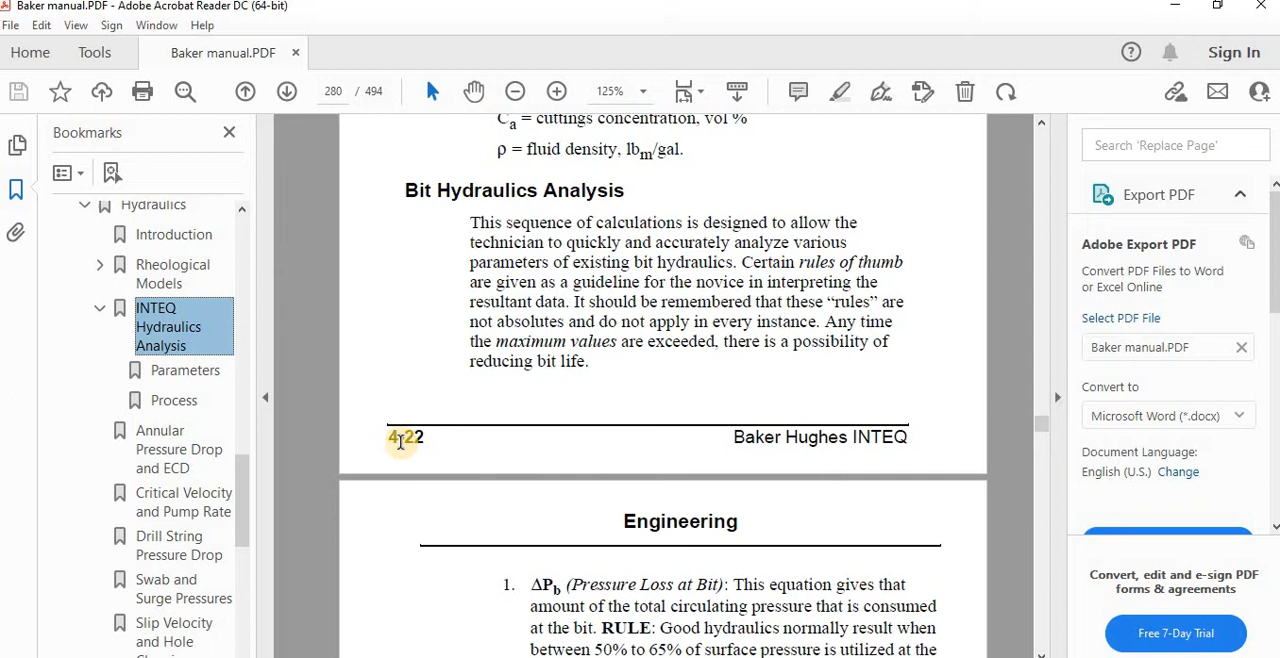 Baker manual.PDF - Adobe Acrobat Reader DC (64-bit)
File Edit View Sign Window Help
Home Tools Baker manual.PDF × Sign In
280 / 494 125%
Bookmarks
Hydraulics
Introduction
Rheological
Models
INTEQ
Hydraulics
Analysis
Parameters
Process
Annular
Pressure Drop
and ECD
Critical Velocity
and Pump Rate
Drill String
Pressure Drop
Swab and
Surge Pressures
Slip Velocity
and Hole
Ca = cuttings concentration, vol %
ρ = fluid density, lbm/gal.
Bit Hydraulics Analysis
This sequence of calculations is designed to allow the
technician to quickly and accurately analyze various
parameters of existing bit hydraulics. Certain rules of thumb
are given as a guideline for the novice in interpreting the
resultant data. It should be remembered that these “rules” are
not absolutes and do not apply in every instance. Any time
the maximum values are exceeded, there is a possibility of
reducing bit life.
4-22 Baker Hughes INTEQ
Engineering
1. ΔPb (Pressure Loss at Bit): This equation gives that
amount of the total circulating pressure that is consumed
at the bit. RULE: Good hydraulics normally result when
between 50% to 65% of surface pressure is utilized at the
Search 'Replace Page'
Export PDF
Adobe Export PDF
Convert PDF Files to Word
or Excel Online
Select PDF File
Baker manual.PDF
Convert to
Microsoft Word (*.docx)
Document Language:
English (U.S.) Change
Convert, edit and e-sign PDF
forms & agreements
Free 7-Day Trial